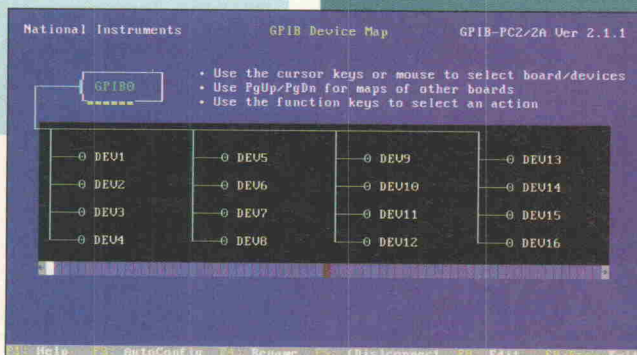 National Instruments GPIB Device Map GPIB-PC2/2A Ver 2.1.1
GPIB0
• Use the cursor keys or mouse to select board/devices
• Use PgUp/PgDn for maps of other boards
• Use the function keys to select an action
DEV1 DEV5 DEV9 DEV13
DEV2 DEV6 DEV10 DEV14
DEV3 DEV7 DEV11 DEV15
DEV4 DEV8 DEV12 DEV16
Help AutoConfig Rename (Dis)connect